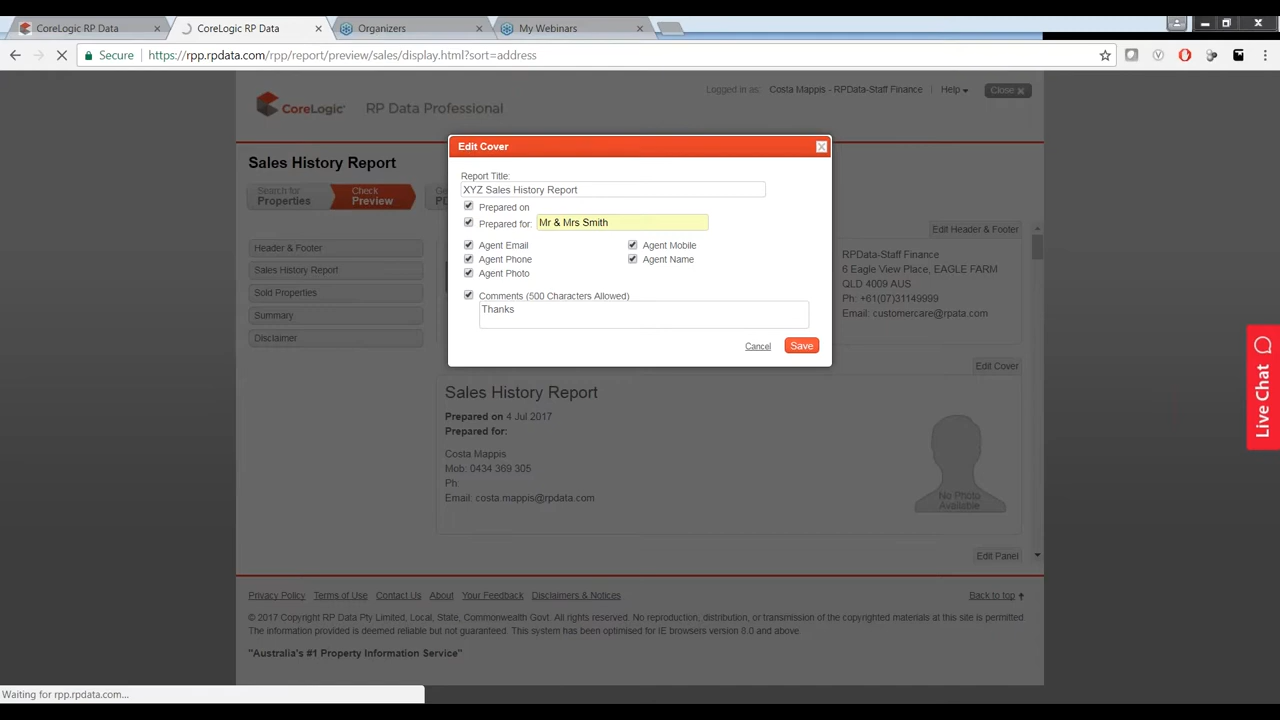 CoreLogic RP Data
CoreLogic RP Data
Organizers
My Webinars
Secure
https://rpp.rpdata.com/rpp/report/preview/sales/display.html?sort=address
CoreLogic
RP Data Professional
Logged in as: Costa Mappis - RPData-Staff Finance
Help
Close x
Sales History Report
Search for
Properties
Check
Preview
PD
Header & Footer
Sales History Report
Sold Properties
Summary
Disclaimer
Edit Cover
Report Title:
XYZ Sales History Report
Prepared on
Prepared for: Mr & Mrs Smith
Agent Email
Agent Mobile
Agent Phone
Agent Name
Agent Photo
Comments (500 Characters Allowed)
Thanks
Cancel
Save
Edit Header & Footer
RPData-Staff Finance
6 Eagle View Place, EAGLE FARM
QLD 4009 AUS
Ph: +61(07)31149999
Email: customercare@rpata.com
Edit Cover
Sales History Report
Prepared on 4 Jul 2017
Prepared for:
Costa Mappis
Mob: 0434 369 305
Ph:
Email: costa.mappis@rpdata.com
No Photo
Available
Edit Panel
Live Chat
Privacy Policy
Terms of Use
Contact Us
About
Your Feedback
Disclaimers & Notices
Back to top
© 2017 Copyright RP Data Pty Limited, Local, State, Commonwealth Govt. All rights reserved. No reproduction, distribution, or transmission of the copyrighted materials at this site is permitted
The information provided is deemed reliable but not guaranteed. This system has been optimised for IE browsers version 8.0 and above
"Australia's #1 Property Information Service"
Waiting for rpp.rpdata.com...